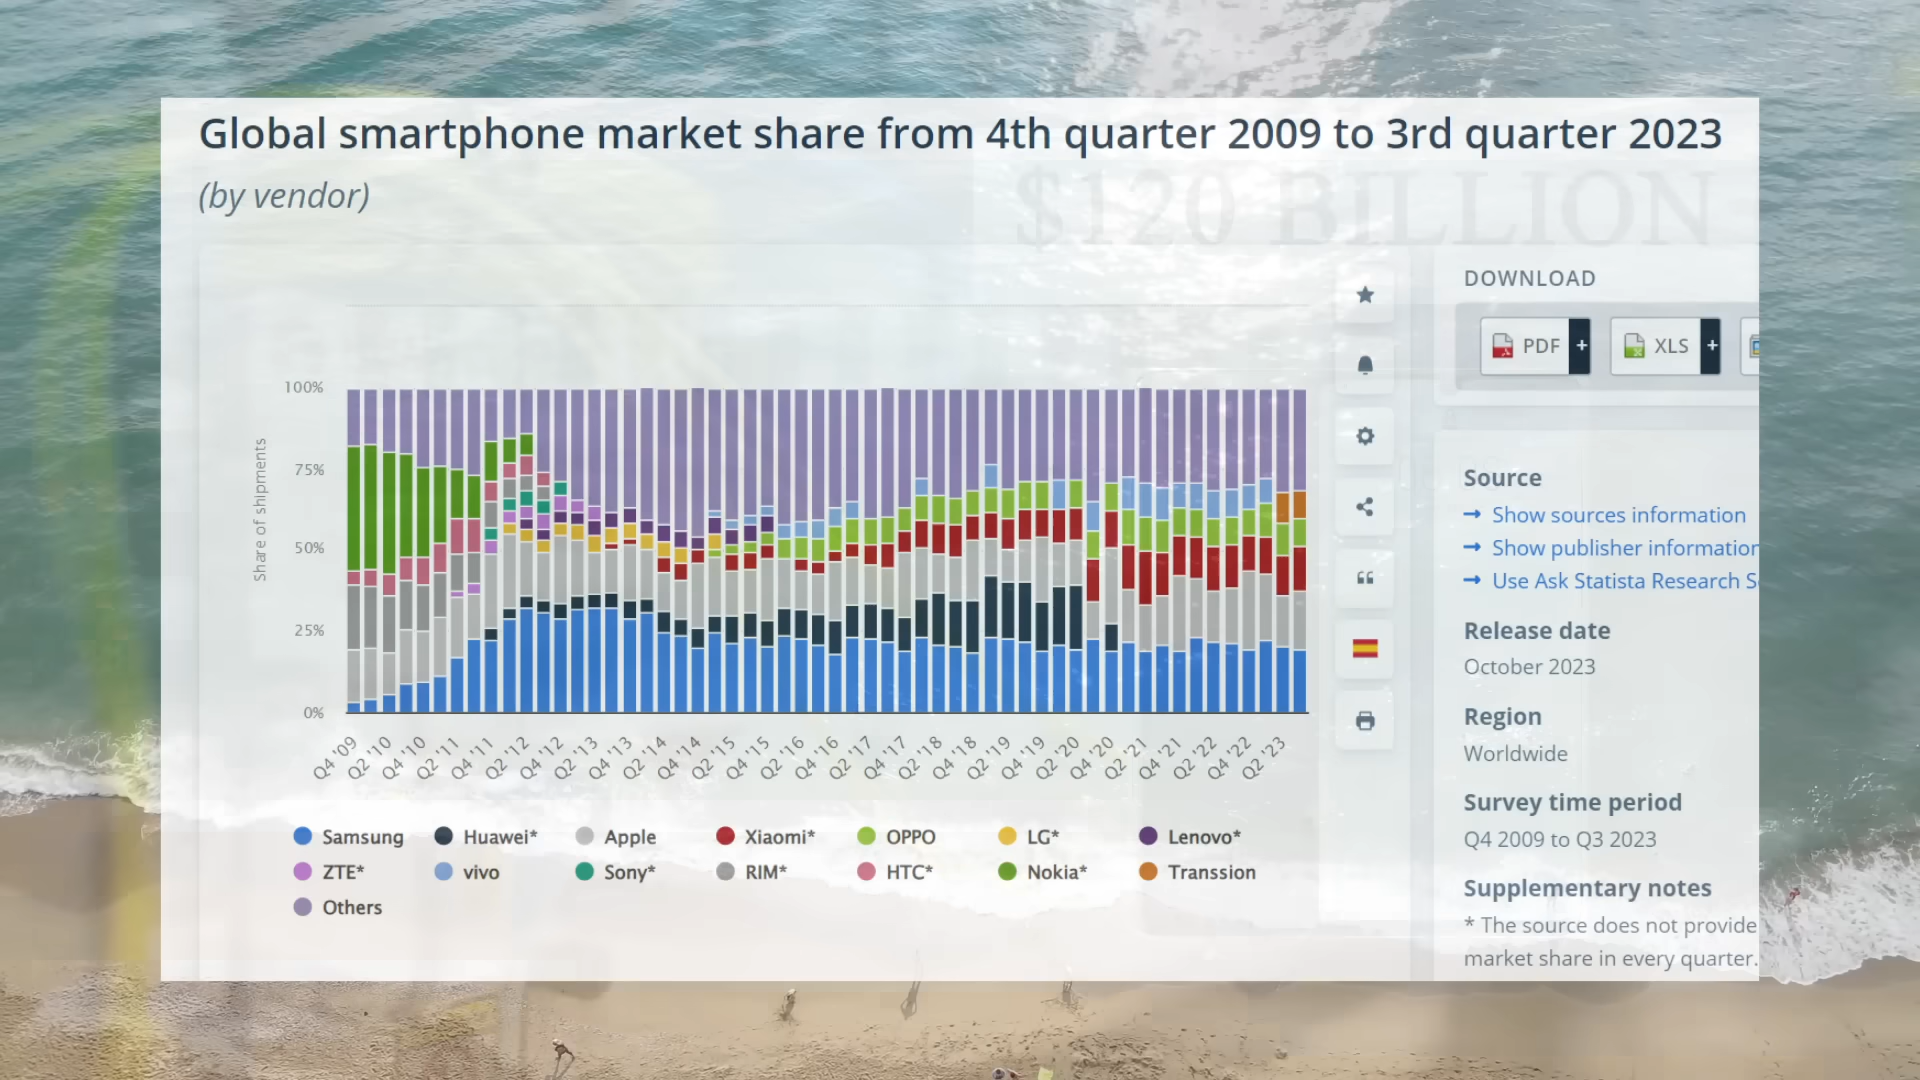 Global smartphone market share from 4th quarter 2009 to 3rd quarter 2023
(by vendor)
$120 BILLION
DOWNLOAD
PDF +
XLS +
Share of shipments
100%
75%
50%
25%
0%
Q4 '09
Q2 '10
Q4 '10
Q2 '11
Q4 '11
Q2 '12
Q4 '12
Q2 '13
Q4 '13
Q2 '14
Q4 '14
Q2 '15
Q4 '15
Q2 '16
Q4 '16
Q2 '17
Q4 '17
Q2 '18
Q4 '18
Q2 '19
Q4 '19
Q2 '20
Q4 '20
Q2 '21
Q4 '21
Q2 '22
Q4 '22
Q2 '23
Samsung Huawei* Apple Xiaomi* OPPO LG* Lenovo*
ZTE* vivo Sony* RIM* HTC* Nokia* Transsion
Others
Source
→ Show sources information
→ Show publisher information
→ Use Ask Statista Research S
Release date
October 2023
Region
Worldwide
Survey time period
Q4 2009 to Q3 2023
Supplementary notes
* The source does not provide
market share in every quarter.